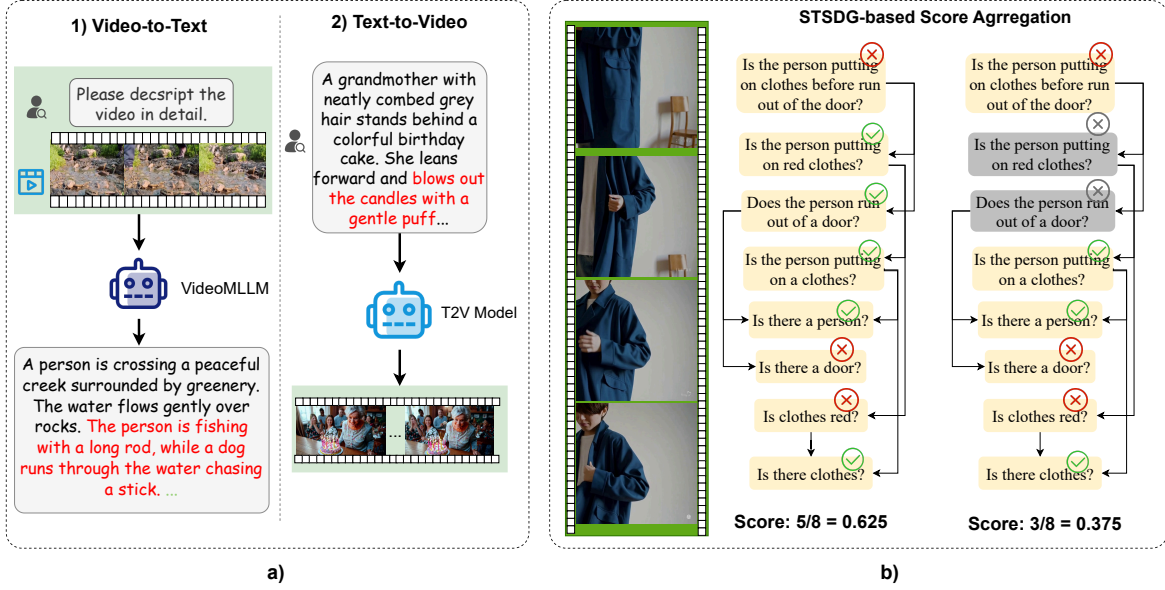 1) Video-to-Text
Please decsript the
video in detail.
VideoMLLM
A person is crossing a peaceful
creek surrounded by greenery.
The water flows gently over
rocks. The person is fishing
with a long rod, while a dog
runs through the water chasing
a stick. ...
2) Text-to-Video
A grandmother with
neatly combed grey
hair stands behind a
colorful birthday
cake. She leans
forward and blows out
the candles with a
gentle puff...
T2V Model
...
a)
STSDG-based Score Agrregation
Is the person putting
on clothes before run
out of the door?
Is the person putting
on red clothes?
Does the person run
out of a door?
Is the person putting
on a clothes?
Is there a person?
Is there a door?
Is clothes red?
Is there clothes?
Score: 5/8 = 0.625
Is the person putting
on clothes before run
out of the door?
Is the person putting
on red clothes?
Does the person run
out of a door?
Is the person putting
on a clothes?
Is there a person?
Is there a door?
Is clothes red?
Is there clothes?
Score: 3/8 = 0.375
b)